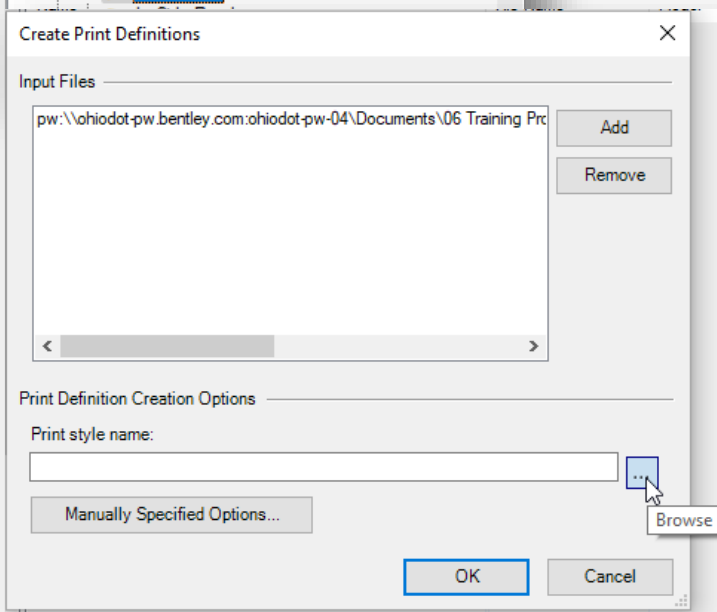 Create Print Definitions
Input Files
pw:\\ohiodot-pw.bentley.com:ohiodot-pw-04\Documents\06 Training Pro
Add
Remove
Print Definition Creation Options
Print style name:
...
Manually Specified Options...
Browse
OK
Cancel